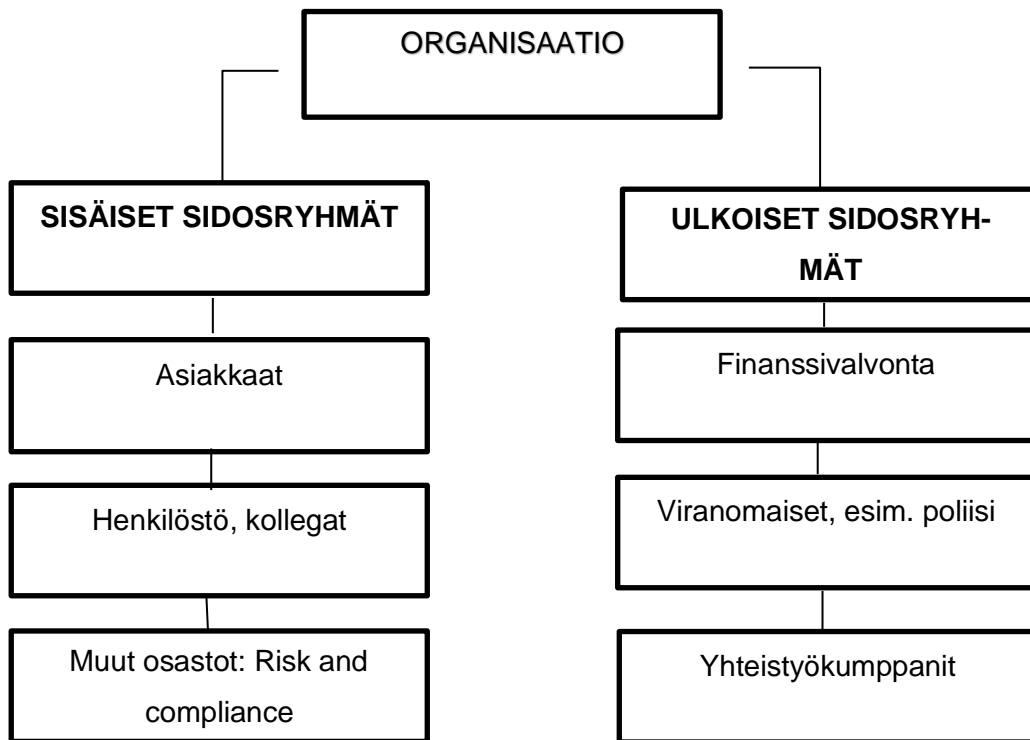 ORGANISAATIO
SISÄISET SIDOSRYHMÄT
Asiakkaat
Henkilöstö, kollegat
Muut osastot: Risk and
compliance
ULKOISET SIDOSRYH-
MÄT
Finanssivalvonta
Viranomaiset, esim. poliisi
Yhteistyökumppanit